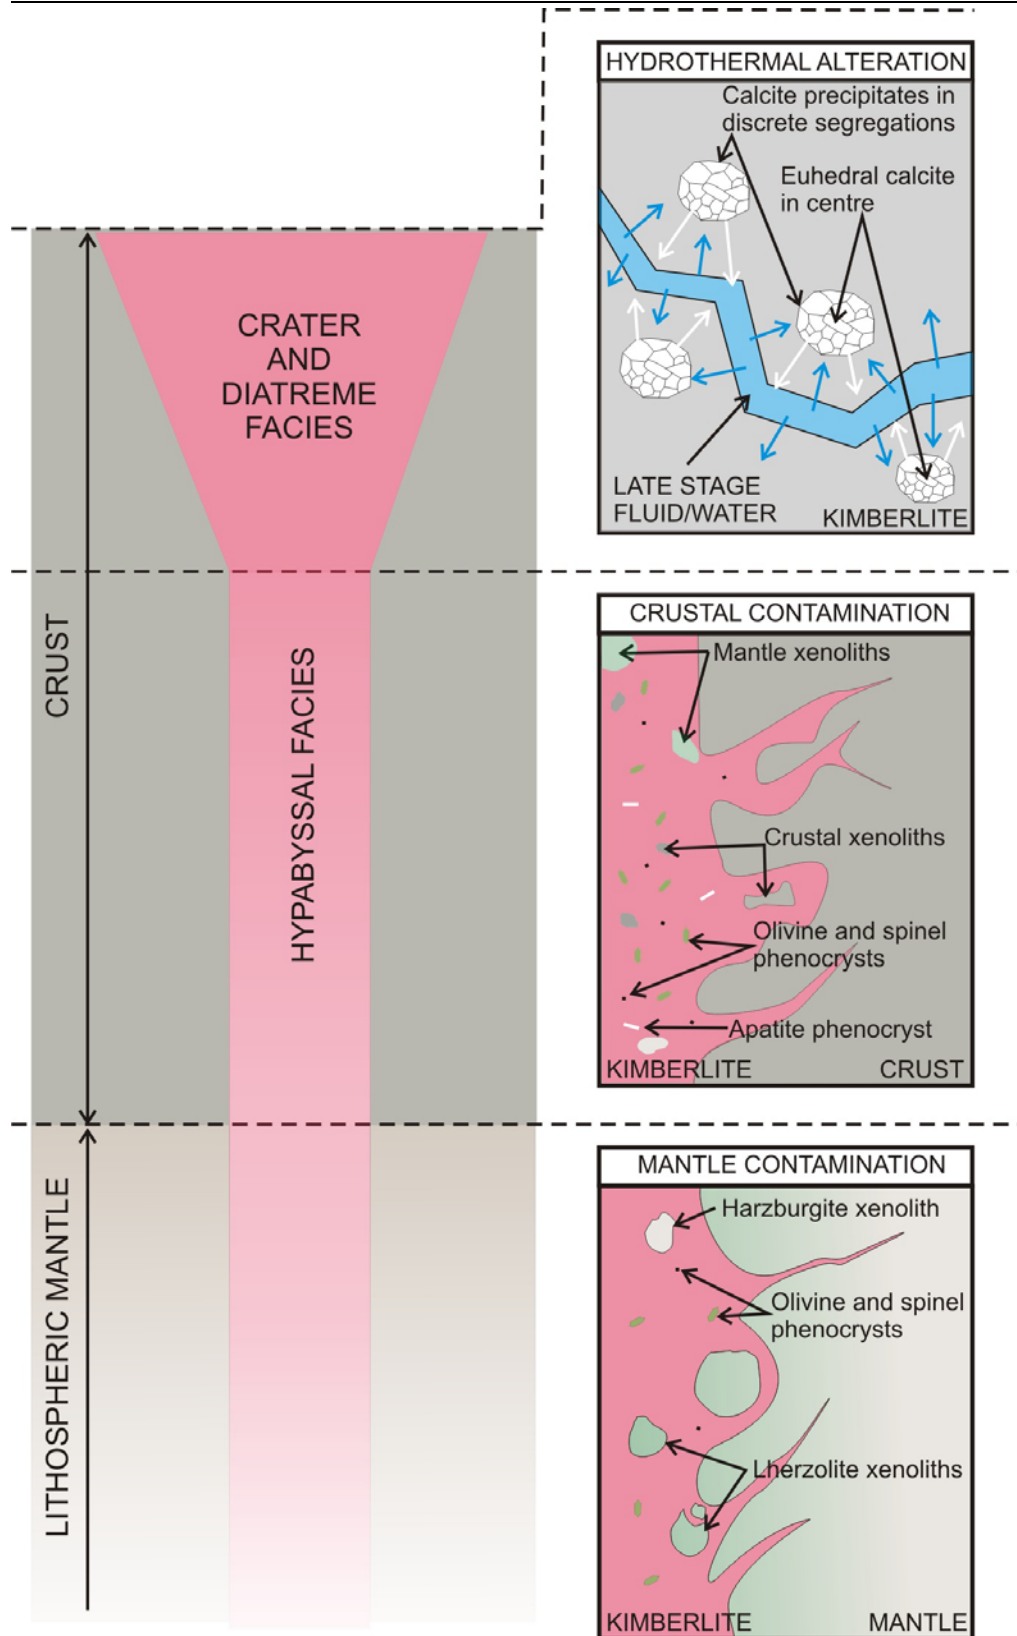 CRATER
AND
DIATREME
FACIES
HYPABYSSAL FACIES
CRUST
LITHOSPHERIC MANTLE
HYDROTHERMAL ALTERATION
Calcite precipitates in
discrete segregations
Euhedral calcite
in centre
LATE STAGE
FLUID/WATER
KIMBERLITE
CRUSTAL CONTAMINATION
Mantle xenoliths
Crustal xenoliths
Olivine and spinel
phenocrysts
Apatite phenocryst
KIMBERLITE
CRUST
MANTLE CONTAMINATION
Harzburgite xenolith
Olivine and spinel
phenocrysts
Lherzolite xenoliths
KIMBERLITE
MANTLE